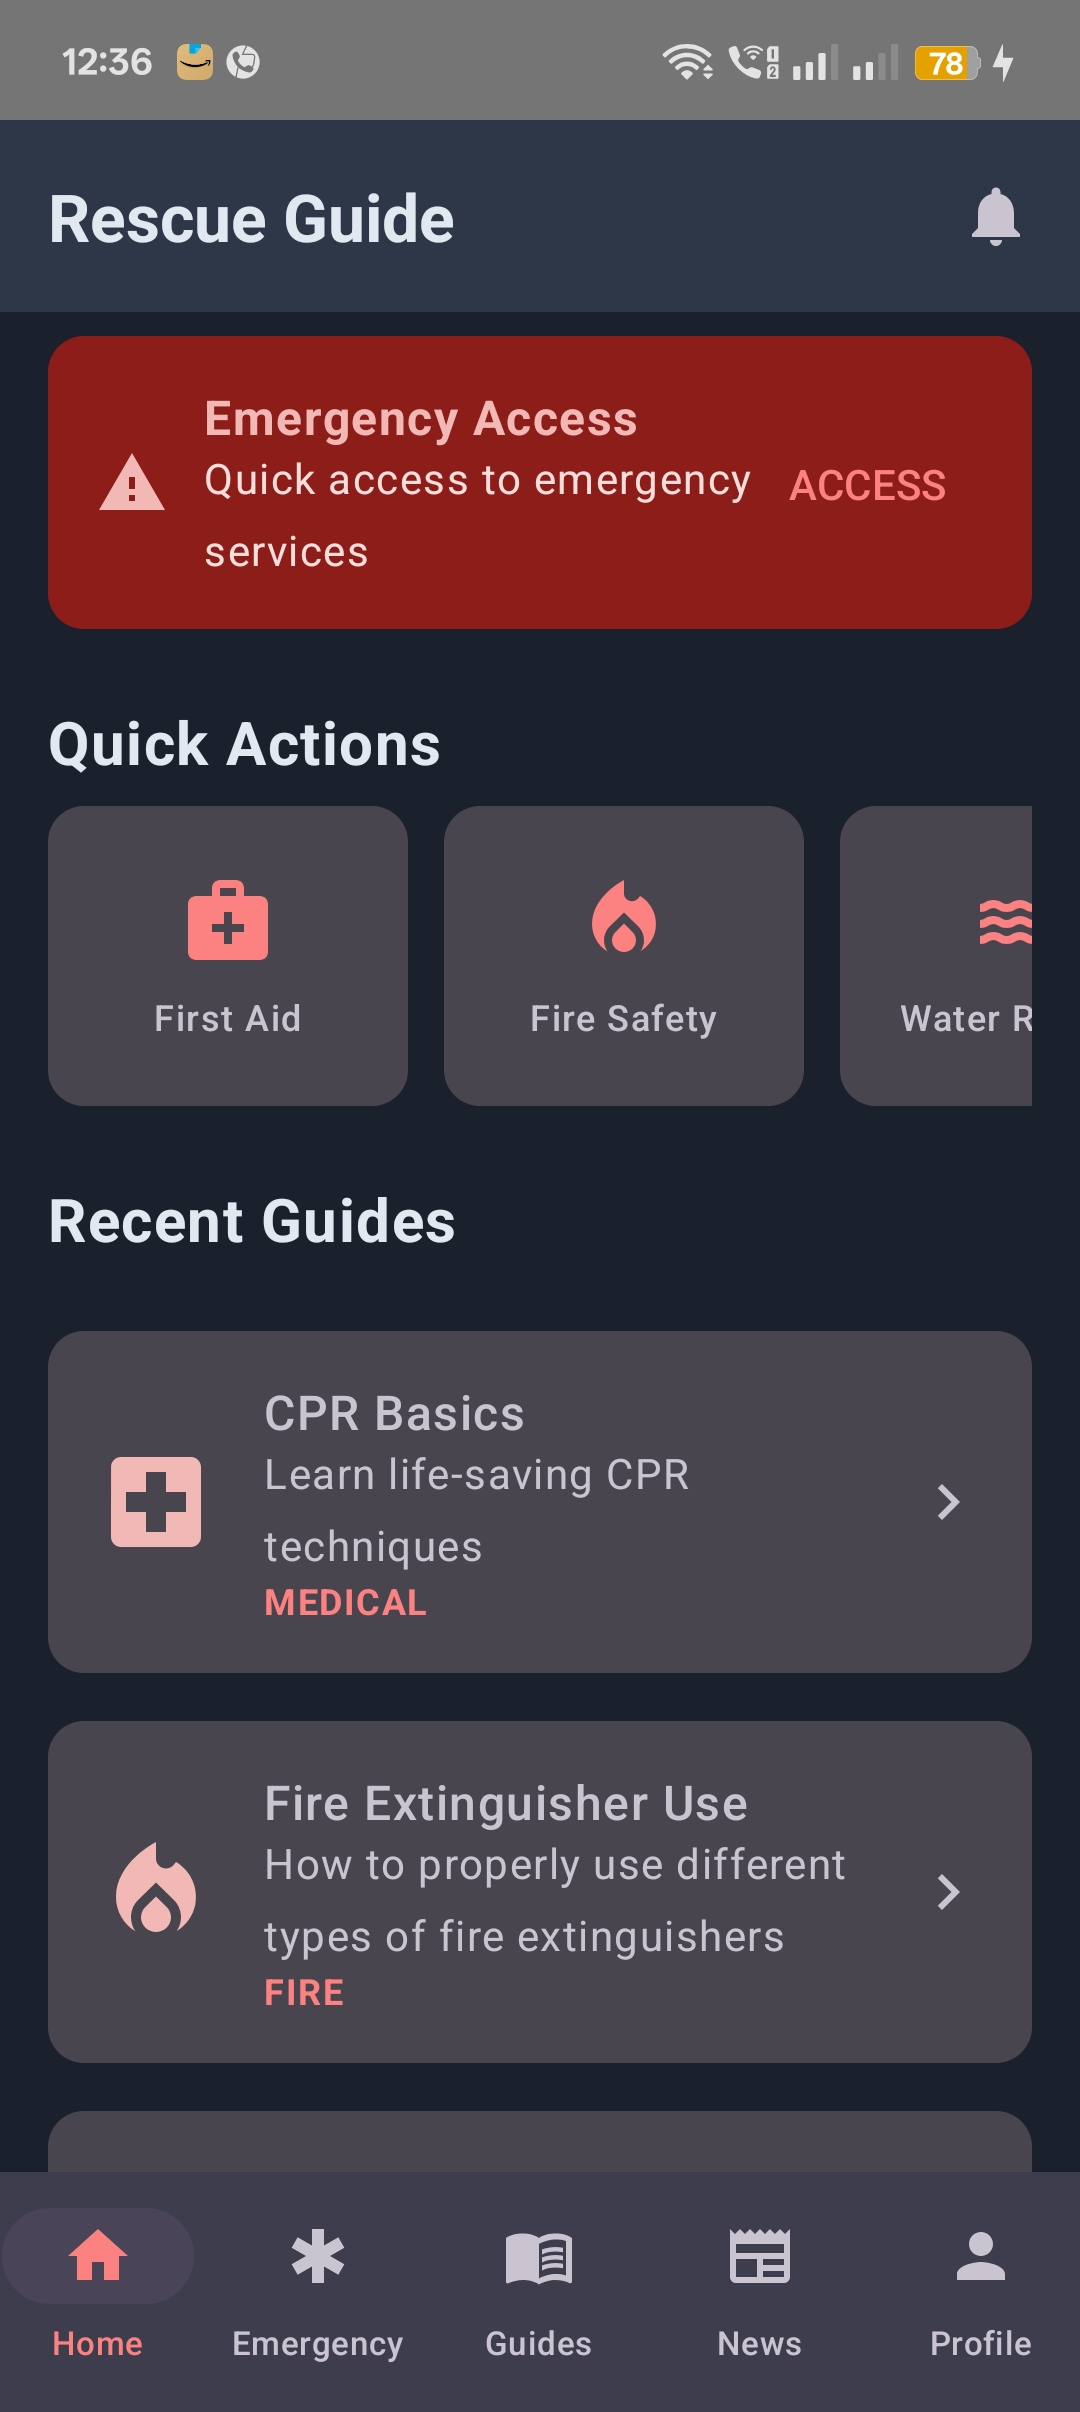 12:36
78
Rescue Guide
Emergency Access
Quick access to emergency
services
ACCESS
Quick Actions
First Aid
Fire Safety
Water R
Recent Guides
CPR Basics
Learn life-saving CPR
techniques
MEDICAL
Fire Extinguisher Use
How to properly use different
types of fire extinguishers
FIRE
Home
Emergency
Guides
News
Profile